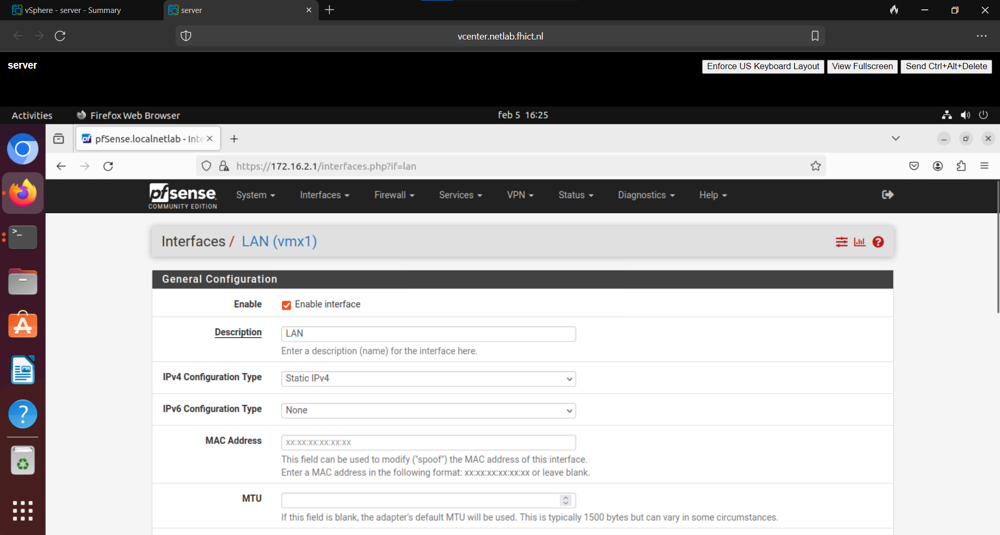 vSphere - server - Summary
server
vcenter.netlab.fhict.nl
server
Enforce US Keyboard Layout
View Fullscreen
Send Ctrl+Alt+Delete
Activities
Firefox Web Browser
feb 5 16:25
pfSense.localnetlab - Inte
https://172.16.2.1/interfaces.php?if=lan
pfsense
COMMUNITY EDITION
System
Interfaces
Firewall
Services
VPN
Status
Diagnostics
Help
Interfaces / LAN (vmx1)
General Configuration
Enable
Enable interface
Description
LAN
Enter a description (name) for the interface here.
IPv4 Configuration Type
Static IPv4
IPv6 Configuration Type
None
MAC Address
xx:xx:xx:xx:xx:xx
This field can be used to modify ("spoof") the MAC address of this interface.
Enter a MAC address in the following format: xx:xx:xx:xx:xx:xx or leave blank.
MTU
If this field is blank, the adapter's default MTU will be used. This is typically 1500 bytes but can vary in some circumstances.